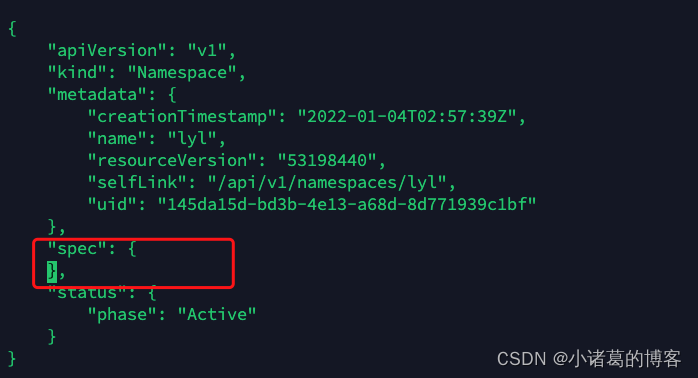 {
    "apiVersion": "v1",
    "kind": "Namespace",
    "metadata": {
        "creationTimestamp": "2022-01-04T02:57:39Z",
        "name": "lyl",
        "resourceVersion": "53198440",
        "selfLink": "/api/v1/namespaces/lyl",
        "uid": "145da15d-bd3b-4e13-a68d-8d771939c1bf"
    },
    "spec": {
    },
    "status": {
        "phase": "Active"
    }
}
CSDN @小诸葛的博客